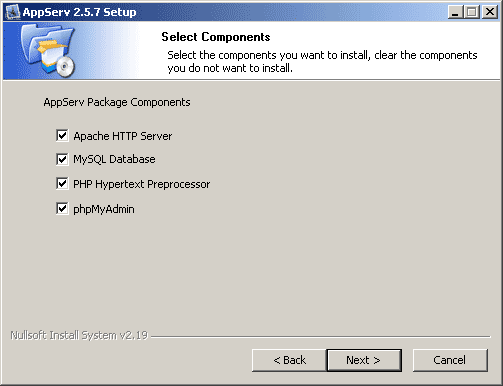 AppServ 2.5.7 Setup
Select Components
Select the components you want to install, clear the components
you do not want to install.
AppServ Package Components
Apache HTTP Server
MySQL Database
PHP Hypertext Preprocessor
phpMyAdmin
Nullsoft Install System v2.19
< Back
Next >
Cancel